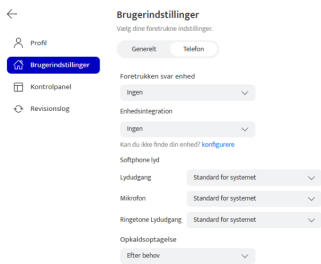 Brugerindstillinger
Vælg dine foretrukne indstillinger.
Profil
Brugerindstillinger
Kontrolpanel
Revisionslog
Generelt Telefon
Foretrukken svar enhed
Ingen
Enhedsintegration
Ingen
Kan du ikke finde din enhed? konfigurere
Softphone lyd
Lydudgang Standard for systemet
Mikrofon Standard for systemet
Ringetone Lydudgang Standard for systemet
Opkaldsoptagelse
Efter behov